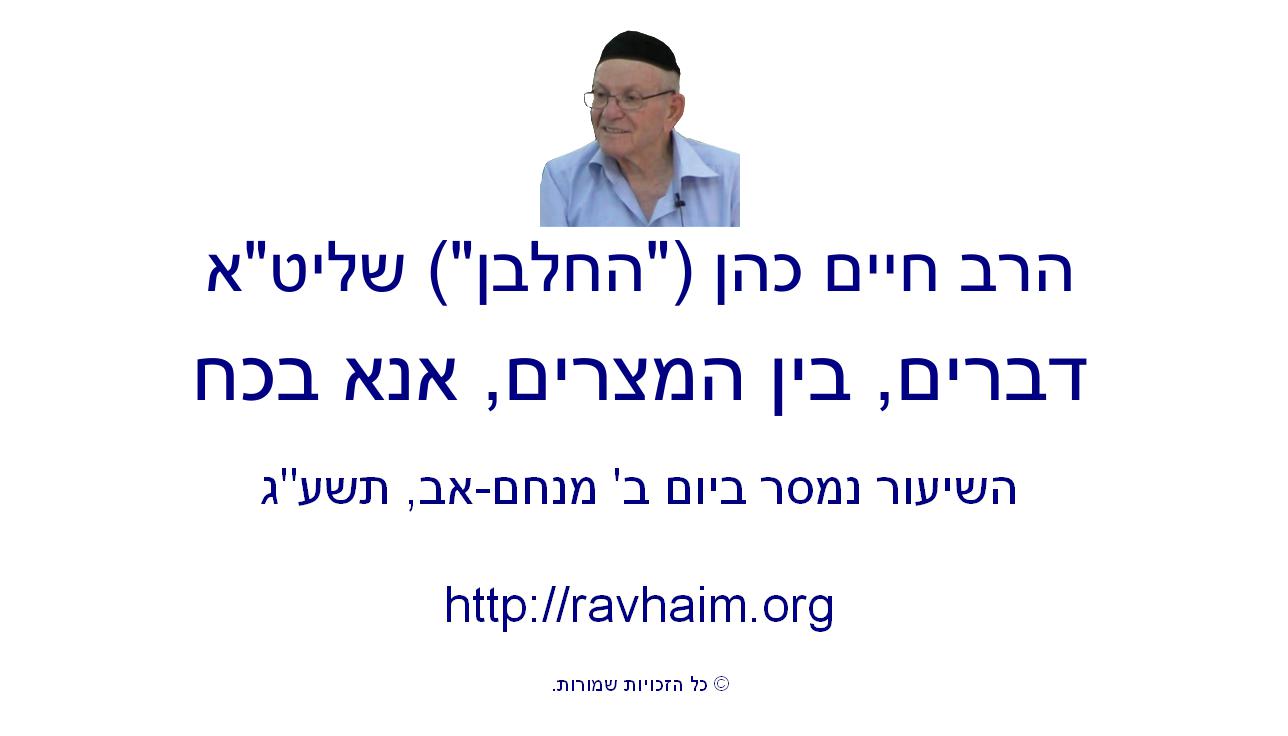 הרב חיים כהן ("החלבן") שליט"א
דברים, בין המצרים, אנא בכח
השיעור נמסר ביום ב' מנחם-אב, תשע"ג
http://ravhaim.org
© כל הזכויות שמורות.